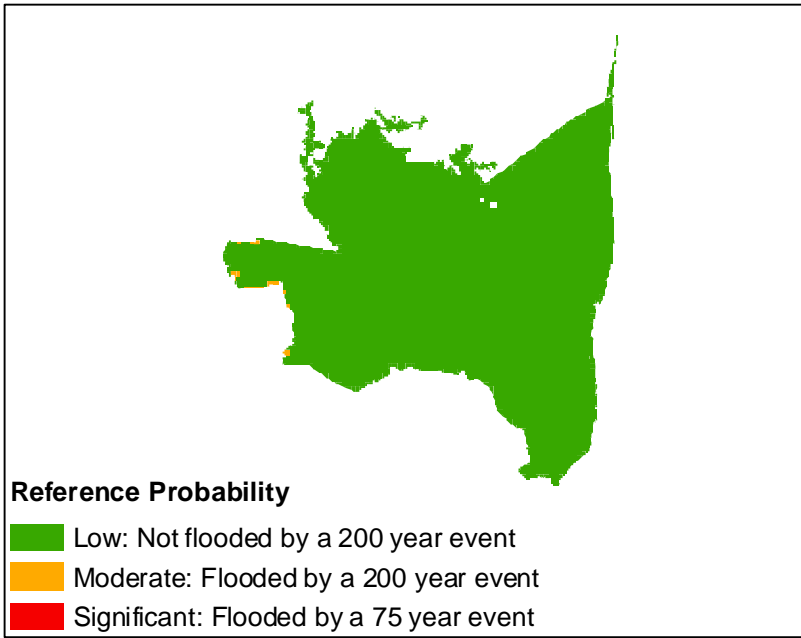 Reference Probability
Low: Not flooded by a 200 year event
Moderate: Flooded by a 200 year event
Significant: Flooded by a 75 year event